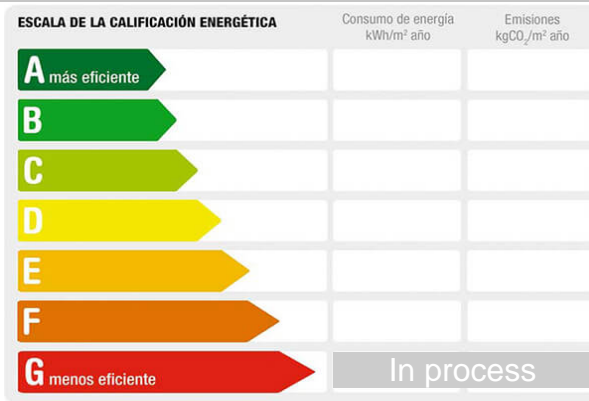 ESCALA DE LA CALIFICACIÓN ENERGÉTICA
Consumo de energía
kWh/m² año
Emisiones
kgCO₂/m² año
A más eficiente
B
C
D
E
F
G menos eficiente
In process